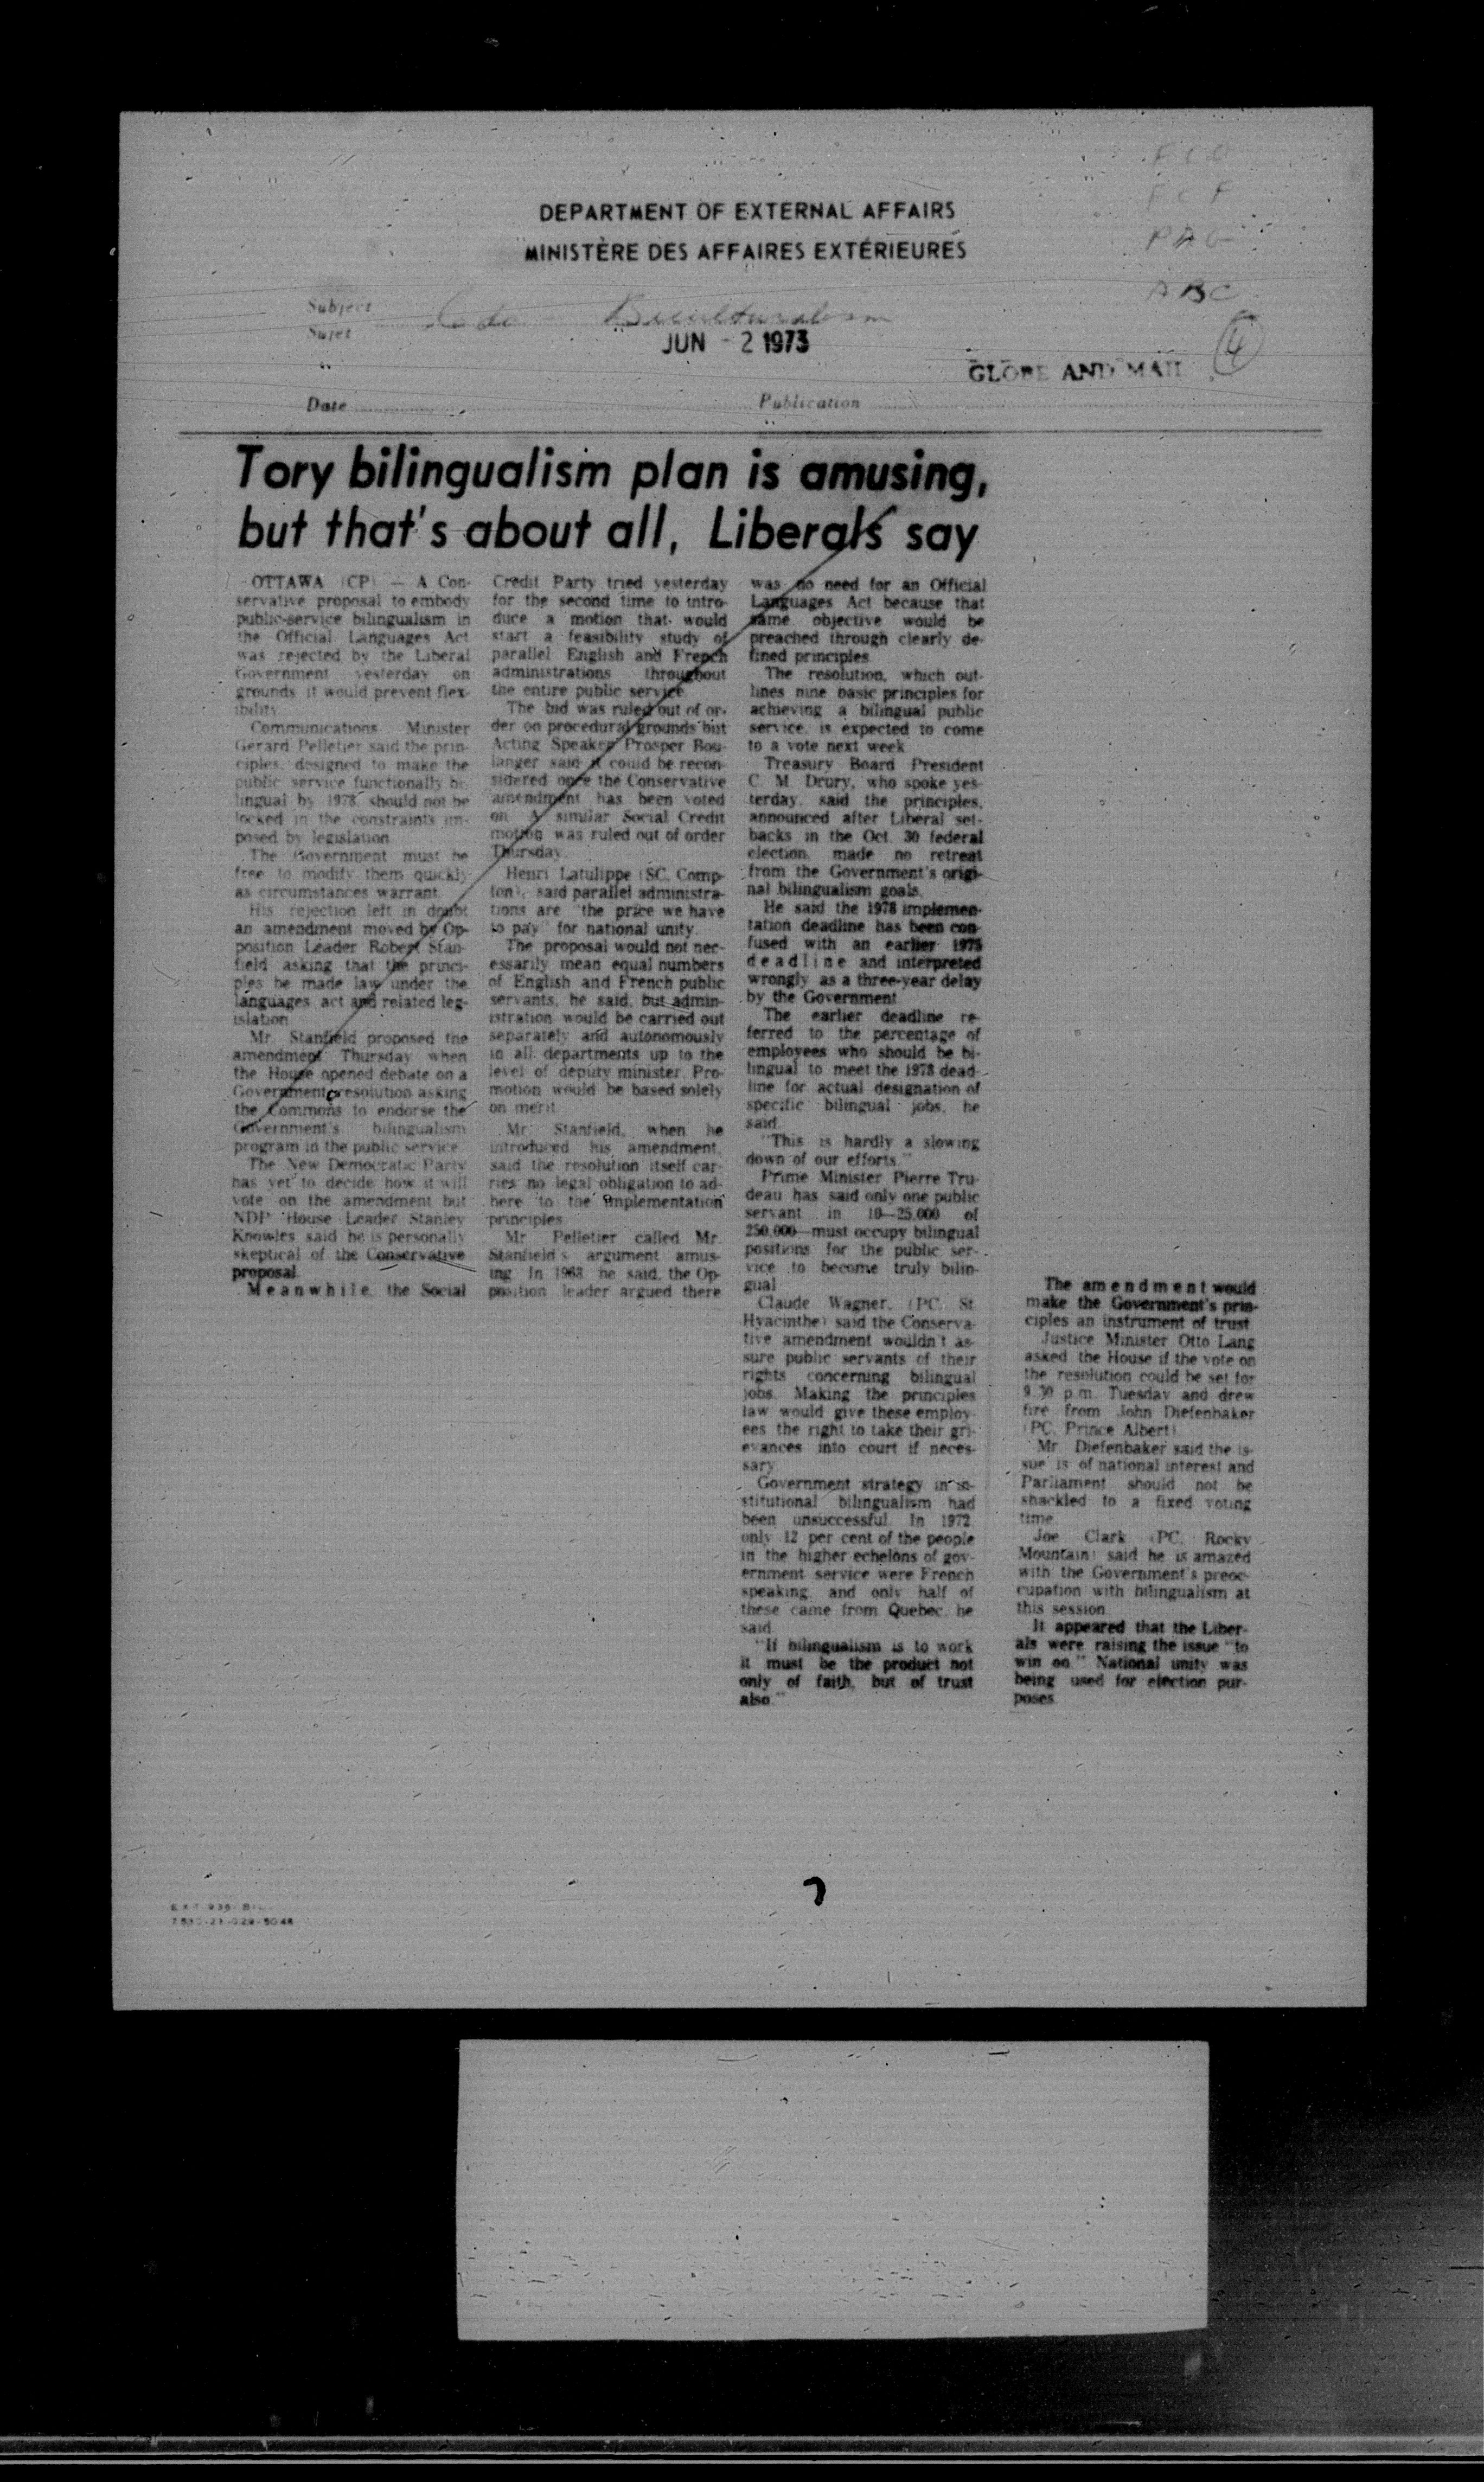 DEPARTMENT OF EXTERNAL AFFAIRS
MINISTÈRE DES AFFAIRES EXTÉRIEURES
F C O
F C F
P D G
A B C
Subject
Sujet
Biculturalism
JUN - 2 1973
GLOBE AND MAIL
4
Date
Publication
Tory bilingualism plan is amusing,
but that's about all, Liberals say
OTTAWA (CP) — A Con-
servative proposal to embody
public-service bilingualism in
the Official Languages Act
was rejected by the Liberal
Government yesterday on
grounds it would prevent flex-
ibility.
Communications Minister
Gerard Pelletier said the prin-
ciples, designed to make the
public service functionally bi-
lingual by 1978, should not be
locked in the constraints im-
posed by legislation.
The Government must be
free to modify them quickly
as circumstances warrant.
His rejection left in doubt
an amendment moved by Op-
position Leader Robert Stan-
field asking that the princi-
ples be made law under the
languages act and related leg-
islation.
Mr. Stanfield proposed the
amendment Thursday when
the House opened debate on a
Government resolution asking
the Commons to endorse the
Government's bilingualism
program in the public service.
The New Democratic Party
has yet to decide how it will
vote on the amendment but
NDP House Leader Stanley
Knowles said he is personally
skeptical of the Conservative
proposal.
Meanwhile, the Social
Credit Party tried yesterday
for the second time to intro-
duce a motion that would
start a feasibility study of
parallel English and French
administrations throughout
the entire public service.
The bid was ruled out of or-
der on procedural grounds but
Acting Speaker Prosper Bou-
langer said it could be recon-
sidered once the Conservative
amendment has been voted
on. A similar Social Credit
motion was ruled out of order
Thursday.
Henri Latulippe (SC, Comp-
ton), said parallel administra-
tions are "the price we have
to pay" for national unity.
The proposal would not nec-
essarily mean equal numbers
of English and French public
servants, he said, but admin-
istration would be carried out
separately and autonomously
in all departments up to the
level of deputy minister. Pro-
motion would be based solely
on merit.
Mr. Stanfield, when he
introduced his amendment,
said the resolution itself car-
ries no legal obligation to ad-
here to the implementation
principles.
Mr. Pelletier called Mr.
Stanfield's argument amus-
ing. In 1968, he said, the Op-
position leader argued there
was no need for an Official
Languages Act because that
same objective would be
preached through clearly de-
fined principles.
The resolution, which out-
lines nine basic principles for
achieving a bilingual public
service, is expected to come
to a vote next week.
Treasury Board President
C. M. Drury, who spoke yes-
terday, said the principles,
announced after Liberal set-
backs in the Oct. 30 federal
election, made no retreat
from the Government's origi-
nal bilingualism goals.
He said the 1978 implemen-
tation deadline has been con-
fused with an earlier 1975
deadline and interpreted
wrongly as a three-year delay
by the Government.
The earlier deadline re-
ferred to the percentage of
employees who should be bi-
lingual to meet the 1978 dead-
line for actual designation of
specific bilingual jobs, he
said.
"This is hardly a slowing
down of our efforts."
Prime Minister Pierre Tru-
deau has said only one public
servant in 10—25,000 of
250,000—must occupy bilingual
positions for the public ser-
vice to become truly bilin-
gual.
Claude Wagner, (PC, St.
Hyacinthe) said the Conserva-
tive amendment wouldn't as-
sure public servants of their
rights concerning bilingual
jobs. Making the principles
law would give these employ-
ees the right to take their gri-
evances into court if neces-
sary.
Government strategy in in-
stitutional bilingualism had
been unsuccessful. In 1972,
only 12 per cent of the people
in the higher echelons of gov-
ernment service were French
speaking, and only half of
these came from Quebec, he
said.
"If bilingualism is to work
it must be the product not
only of faith, but of trust
also."
The amendment would
make the Government's prin-
ciples an instrument of trust.
Justice Minister Otto Lang
asked the House if the vote on
the resolution could be set for
9.30 p.m. Tuesday and drew
fire from John Diefenbaker
(PC, Prince Albert).
Mr. Diefenbaker said the is-
sue is of national interest and
Parliament should not be
shackled to a fixed voting
time.
Joe Clark (PC, Rocky
Mountain) said he is amazed
with the Government's preoc-
cupation with bilingualism at
this session.
It appeared that the Liber-
als were raising the issue "to
win on." National unity was
being used for election pur-
poses.